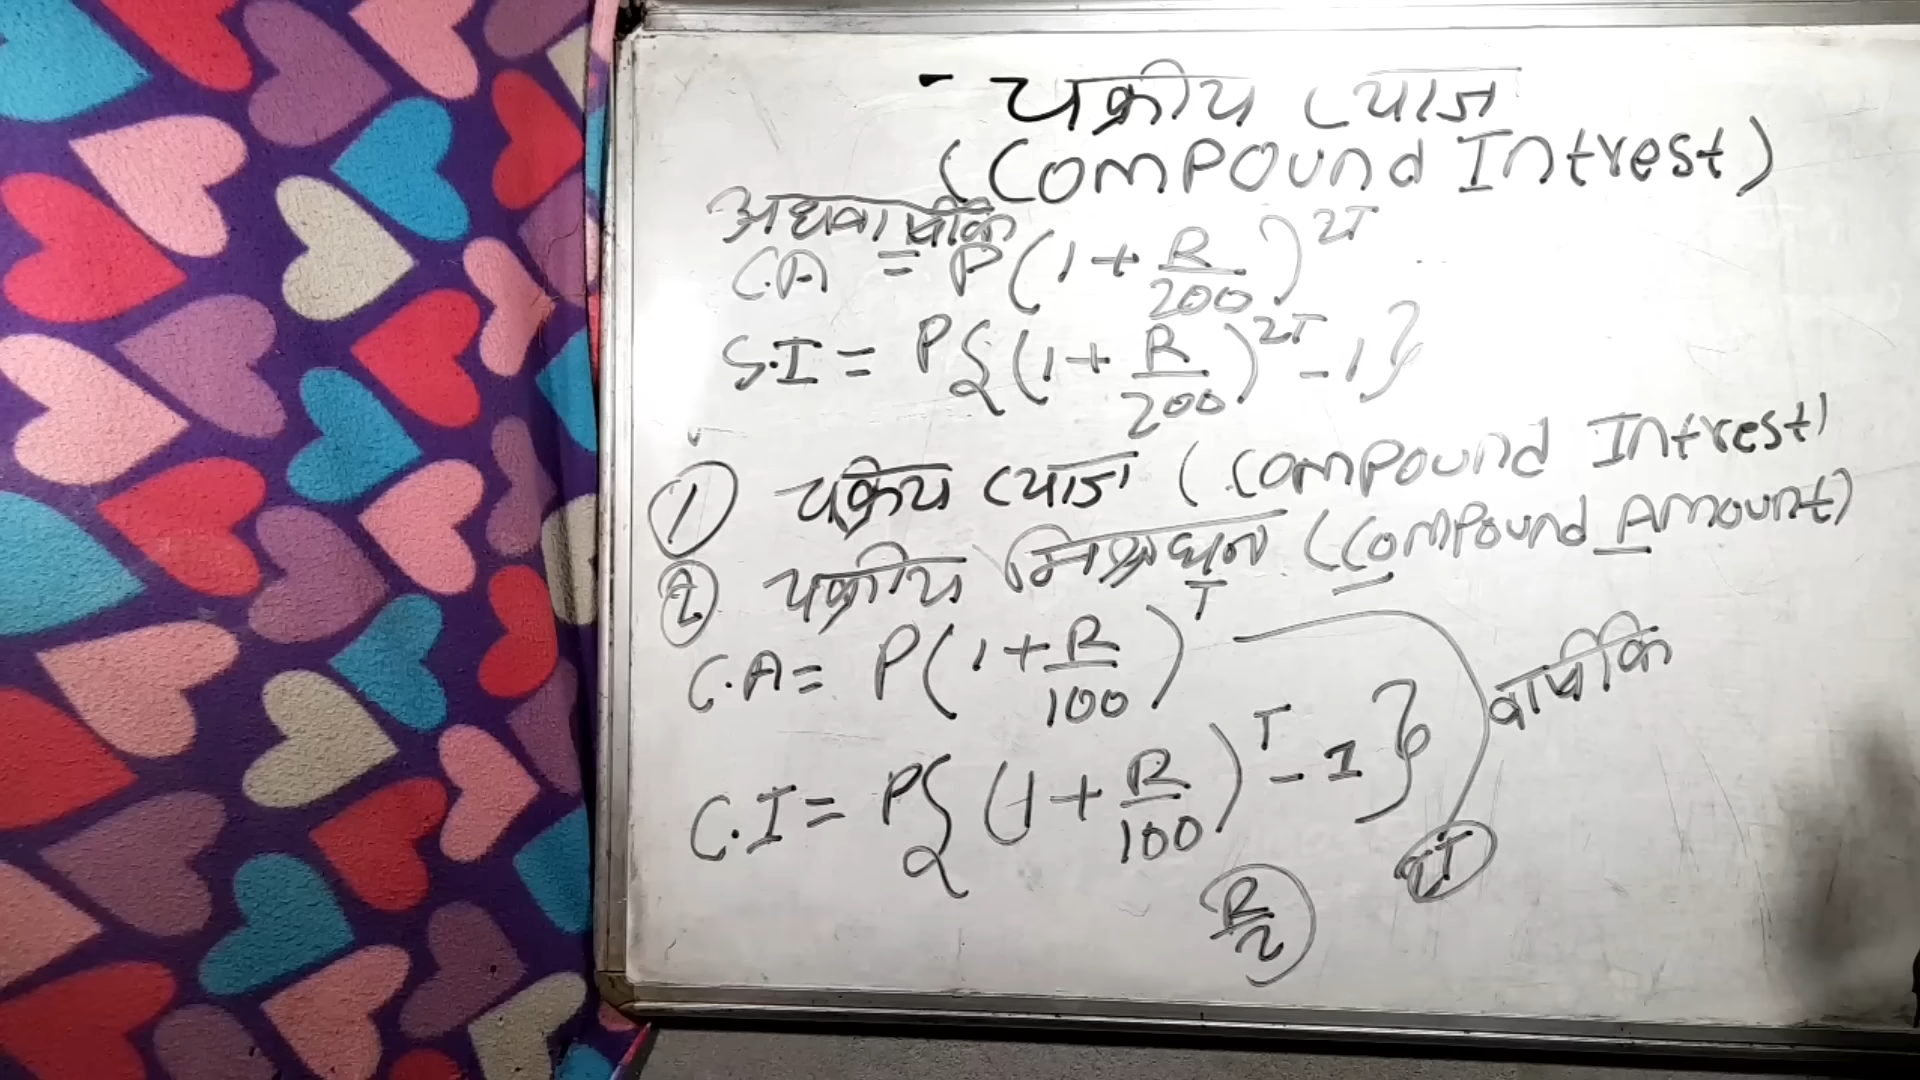 - चक्रीय ब्याज
(Compound Intrest)
अर्धवार्षिक
C.A = P(1+R/200)^2T
S.I = P{(1+R/200)^2T - 1}
① चक्रिय ब्याज (Compound Intrest)
② चक्रीय मिश्रधन (Compound Amount)
C.A = P(1+R/100)^T
वार्षिक
C.I = P{(1+R/100)^T - 1}
2T
R/2